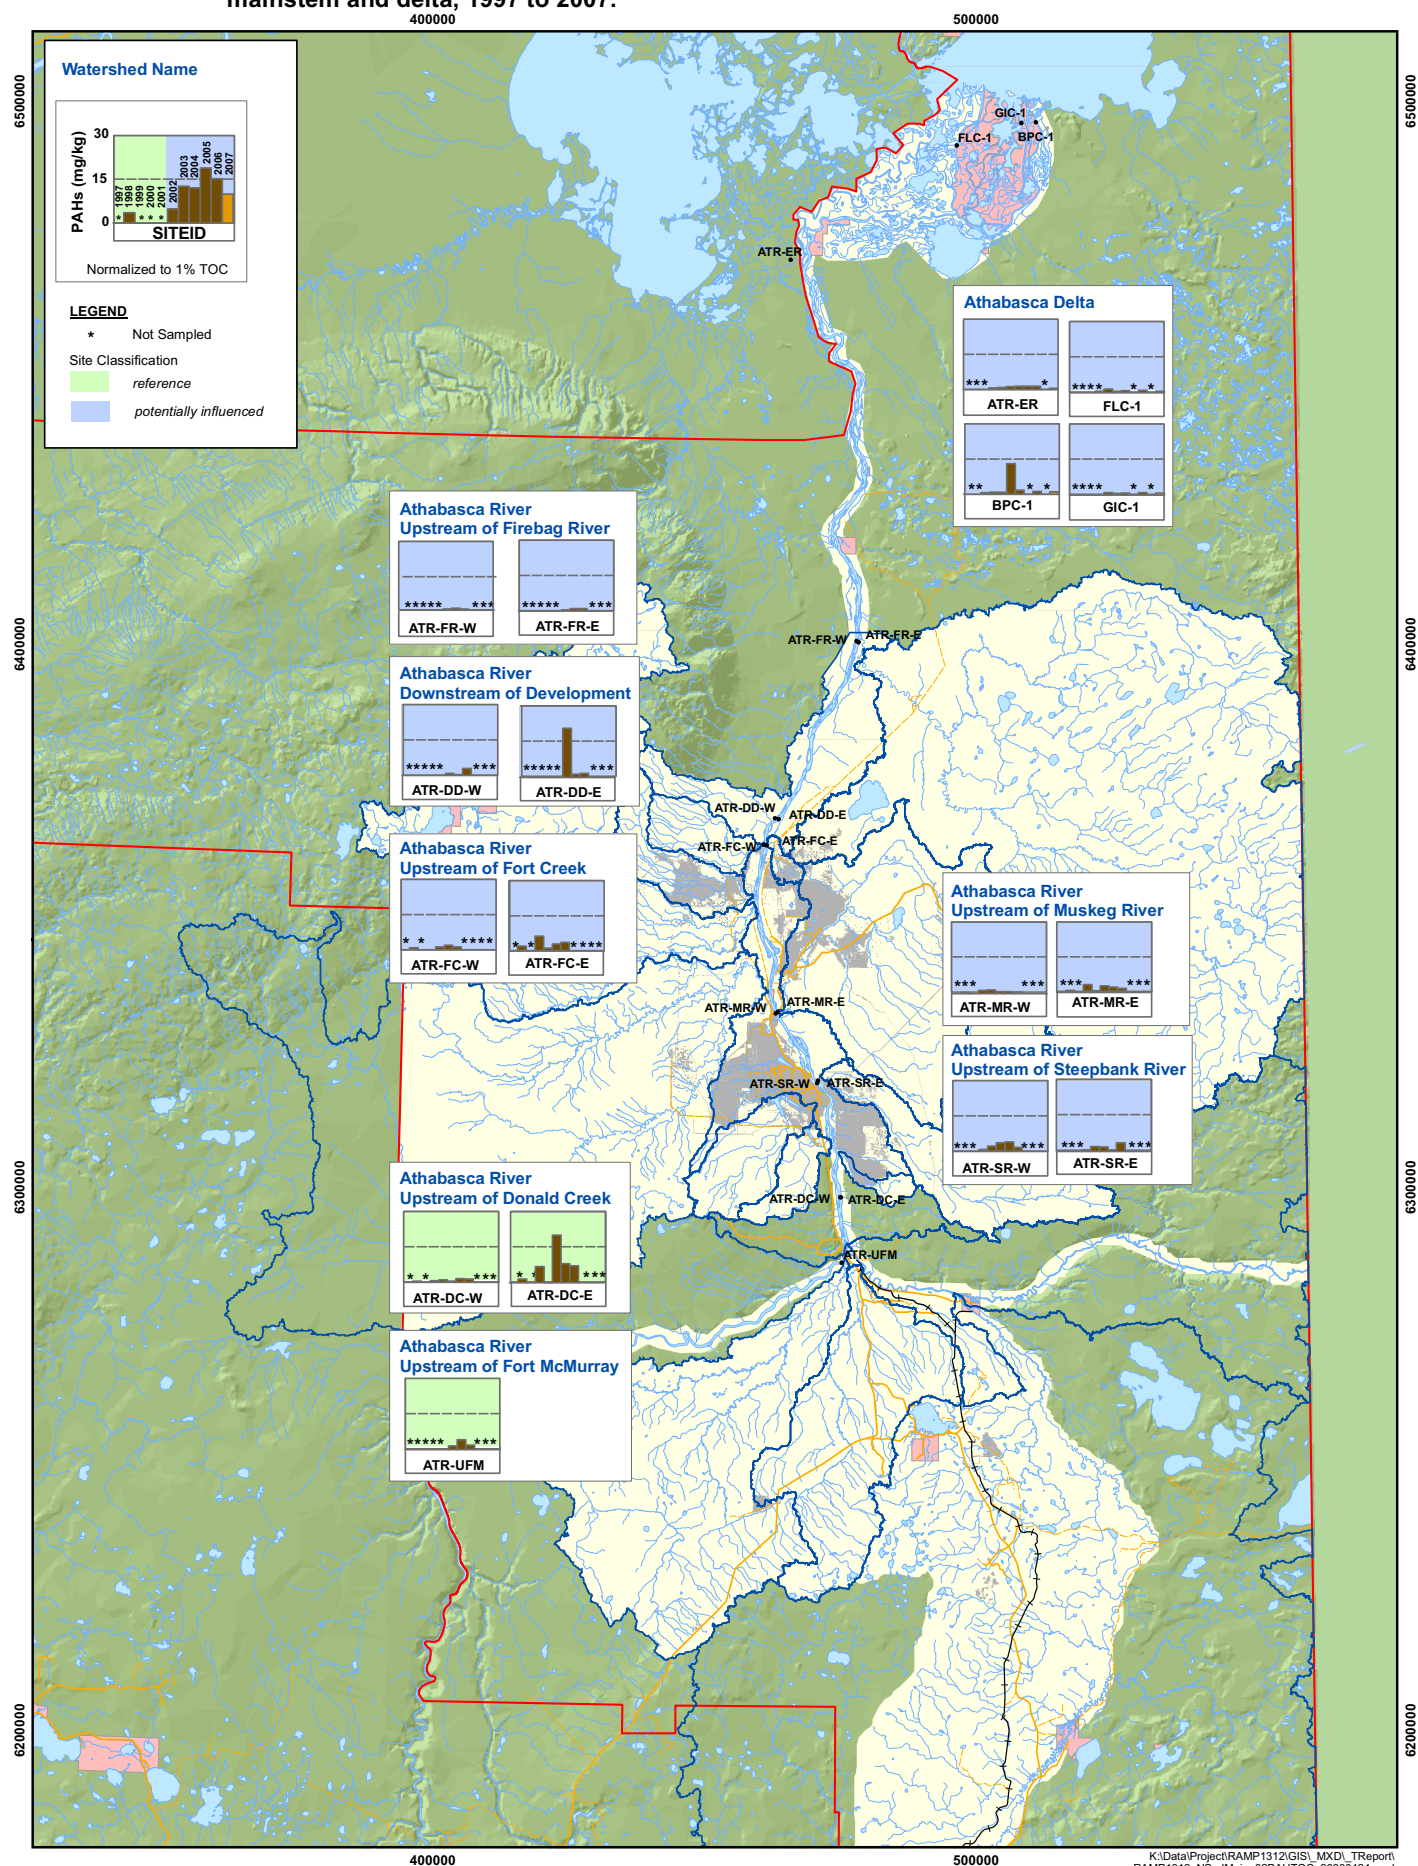 mainstem and delta, 1997 to 2007.
400000
500000
6500000
6500000
Watershed Name
PAHs (mg/kg)
30
15
0
1997
1998
1999
2000
2001
2002
2003
2004
2005
2006
2007
* * * *
SITEID
Normalized to 1% TOC
LEGEND
* Not Sampled
Site Classification
reference
potentially influenced
GIC-1
FLC-1
BPC-1
ATR-ER
Athabasca Delta
*** *
**** * *
ATR-ER
FLC-1
** * *
**** * *
BPC-1
GIC-1
Athabasca River
Upstream of Firebag River
***** ***
***** ***
ATR-FR-W
ATR-FR-E
6400000
6400000
ATR-FR-W
ATR-FR-E
Athabasca River
Downstream of Development
***** ***
***** ***
ATR-DD-W
ATR-DD-E
ATR-DD-W
ATR-DD-E
ATR-FC-W
ATR-FC-E
Athabasca River
Upstream of Fort Creek
* * ****
* * ****
ATR-FC-W
ATR-FC-E
Athabasca River
Upstream of Muskeg River
*** 
*** ***
ATR-MR-W
ATR-MR-E
ATR-MR-W
ATR-MR-E
Athabasca River
Upstream of Steepbank River
*** ***
*** ***
ATR-SR-W
ATR-SR-E
ATR-SR-W
ATR-SR-E
6300000
6300000
Athabasca River
Upstream of Donald Creek
* * ***
* * ***
ATR-DC-W
ATR-DC-E
ATR-DC-W
ATR-DC-E
ATR-UFM
Athabasca River
Upstream of Fort McMurray
***** ***
ATR-UFM
6200000
6200000
400000
500000
K:\Data\Project\RAMP1312\GIS\_MXD\_TReport\